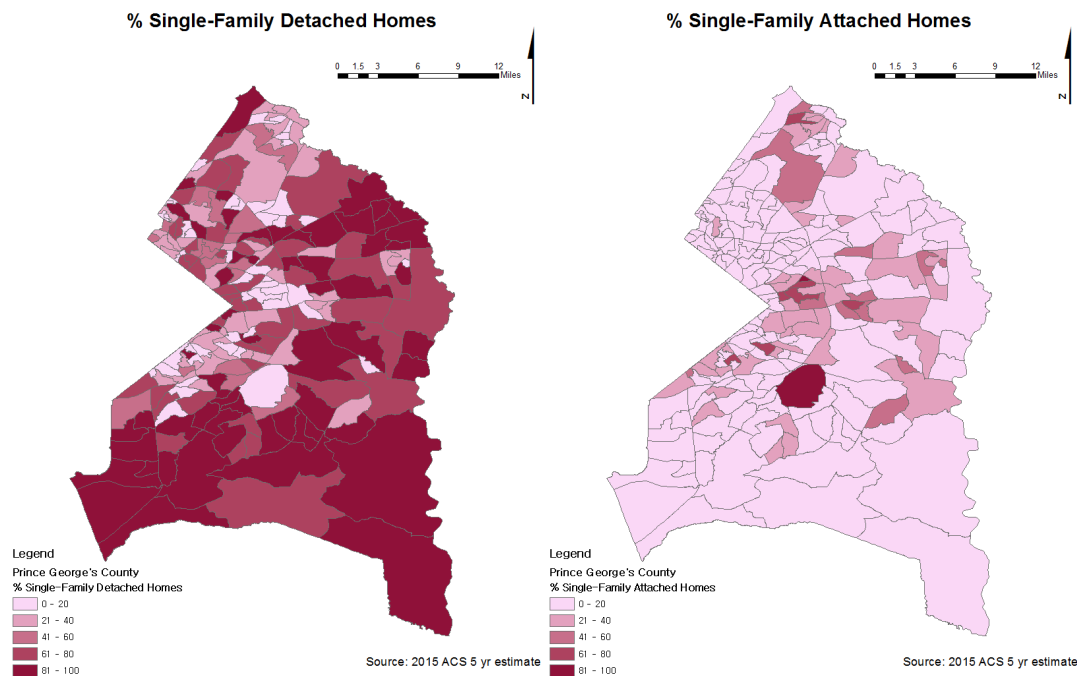 % Single-Family Detached Homes
0 1.5 3 6 9 12
Miles
N
Legend
Prince George's County
% Single-Family Detached Homes
0 - 20
21 - 40
41 - 60
61 - 80
81 - 100
Source: 2015 ACS 5 yr estimate
% Single-Family Attached Homes
0 1.5 3 6 9 12
Miles
N
Legend
Prince George's County
% Single-Family Attached Homes
0 - 20
21 - 40
41 - 60
61 - 80
81 - 100
Source: 2015 ACS 5 yr estimate